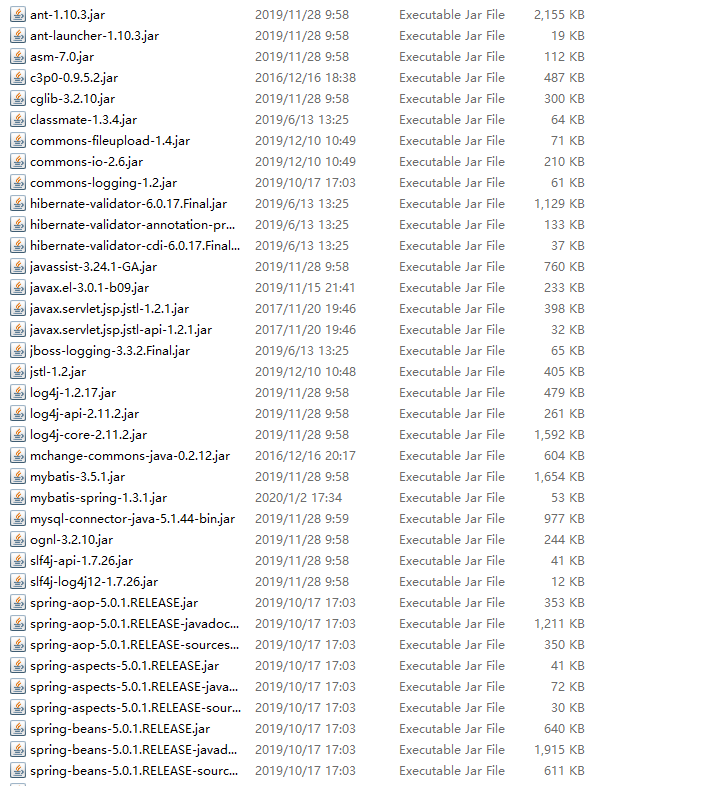 ant-1.10.3.jar 2019/11/28 9:58 Executable Jar File 2,155 KB
ant-launcher-1.10.3.jar 2019/11/28 9:58 Executable Jar File 19 KB
asm-7.0.jar 2019/11/28 9:58 Executable Jar File 112 KB
c3p0-0.9.5.2.jar 2016/12/16 18:38 Executable Jar File 487 KB
cglib-3.2.10.jar 2019/11/28 9:58 Executable Jar File 300 KB
classmate-1.3.4.jar 2019/6/13 13:25 Executable Jar File 64 KB
commons-fileupload-1.4.jar 2019/12/10 10:49 Executable Jar File 71 KB
commons-io-2.6.jar 2019/12/10 10:49 Executable Jar File 210 KB
commons-logging-1.2.jar 2019/10/17 17:03 Executable Jar File 61 KB
hibernate-validator-6.0.17.Final.jar 2019/6/13 13:25 Executable Jar File 1,129 KB
hibernate-validator-annotation-pr... 2019/6/13 13:25 Executable Jar File 133 KB
hibernate-validator-cdi-6.0.17.Final... 2019/6/13 13:25 Executable Jar File 37 KB
javassist-3.24.1-GA.jar 2019/11/28 9:58 Executable Jar File 760 KB
javax.el-3.0.1-b09.jar 2019/11/15 21:41 Executable Jar File 233 KB
javax.servlet.jsp.jstl-1.2.1.jar 2017/11/20 19:46 Executable Jar File 398 KB
javax.servlet.jsp.jstl-api-1.2.1.jar 2017/11/20 19:46 Executable Jar File 32 KB
jboss-logging-3.3.2.Final.jar 2019/6/13 13:25 Executable Jar File 65 KB
jstl-1.2.jar 2019/12/10 10:48 Executable Jar File 405 KB
log4j-1.2.17.jar 2019/11/28 9:58 Executable Jar File 479 KB
log4j-api-2.11.2.jar 2019/11/28 9:58 Executable Jar File 261 KB
log4j-core-2.11.2.jar 2019/11/28 9:58 Executable Jar File 1,592 KB
mchange-commons-java-0.2.12.jar 2016/12/16 20:17 Executable Jar File 604 KB
mybatis-3.5.1.jar 2019/11/28 9:58 Executable Jar File 1,654 KB
mybatis-spring-1.3.1.jar 2020/1/2 17:34 Executable Jar File 53 KB
mysql-connector-java-5.1.44-bin.jar 2019/11/28 9:59 Executable Jar File 977 KB
ognl-3.2.10.jar 2019/11/28 9:58 Executable Jar File 244 KB
slf4j-api-1.7.26.jar 2019/11/28 9:58 Executable Jar File 41 KB
slf4j-log4j12-1.7.26.jar 2019/11/28 9:58 Executable Jar File 12 KB
spring-aop-5.0.1.RELEASE.jar 2019/10/17 17:03 Executable Jar File 353 KB
spring-aop-5.0.1.RELEASE-javadoc... 2019/10/17 17:03 Executable Jar File 1,211 KB
spring-aop-5.0.1.RELEASE-sources... 2019/10/17 17:03 Executable Jar File 350 KB
spring-aspects-5.0.1.RELEASE.jar 2019/10/17 17:03 Executable Jar File 41 KB
spring-aspects-5.0.1.RELEASE-java... 2019/10/17 17:03 Executable Jar File 72 KB
spring-aspects-5.0.1.RELEASE-sour... 2019/10/17 17:03 Executable Jar File 30 KB
spring-beans-5.0.1.RELEASE.jar 2019/10/17 17:03 Executable Jar File 640 KB
spring-beans-5.0.1.RELEASE-javad... 2019/10/17 17:03 Executable Jar File 1,915 KB
spring-beans-5.0.1.RELEASE-sourc... 2019/10/17 17:03 Executable Jar File 611 KB